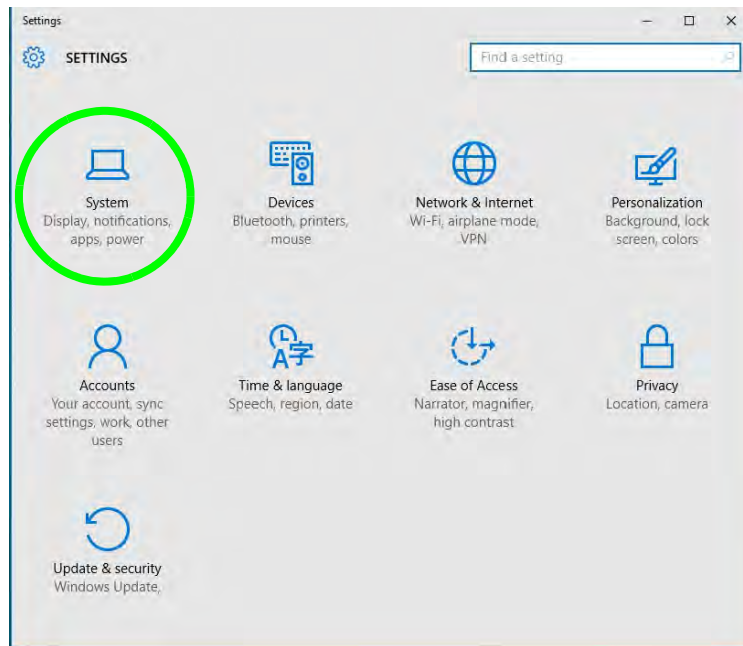 Settings
SETTINGS
Find a setting
System
Display, notifications,
apps, power
Devices
Bluetooth, printers,
mouse
Network & Internet
Wi-Fi, airplane mode,
VPN
Personalization
Background, lock
screen, colors
Accounts
Your account, sync
settings, work, other
users
A字
Time & language
Speech, region, date
Ease of Access
Narrator, magnifier,
high contrast
Privacy
Location, camera
Update & security
Windows Update,